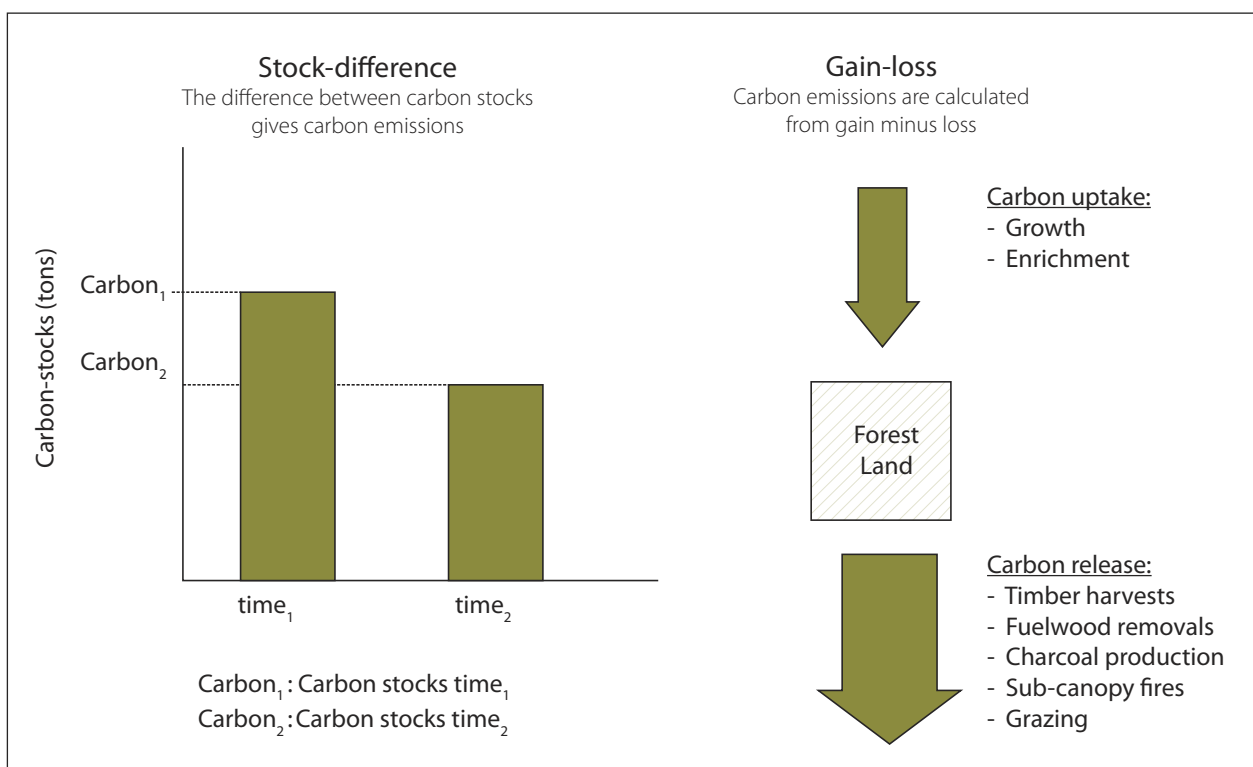 Stock-difference
The difference between carbon stocks
gives carbon emissions
Carbon-stocks (tons)
Carbon₁
Carbon₂
time₁
time₂
Carbon₁: Carbon stocks time₁
Carbon₂: Carbon stocks time₂
Gain-loss
Carbon emissions are calculated
from gain minus loss
Carbon uptake:
- Growth
- Enrichment
Forest
Land
Carbon release:
- Timber harvests
- Fuelwood removals
- Charcoal production
- Sub-canopy fires
- Grazing